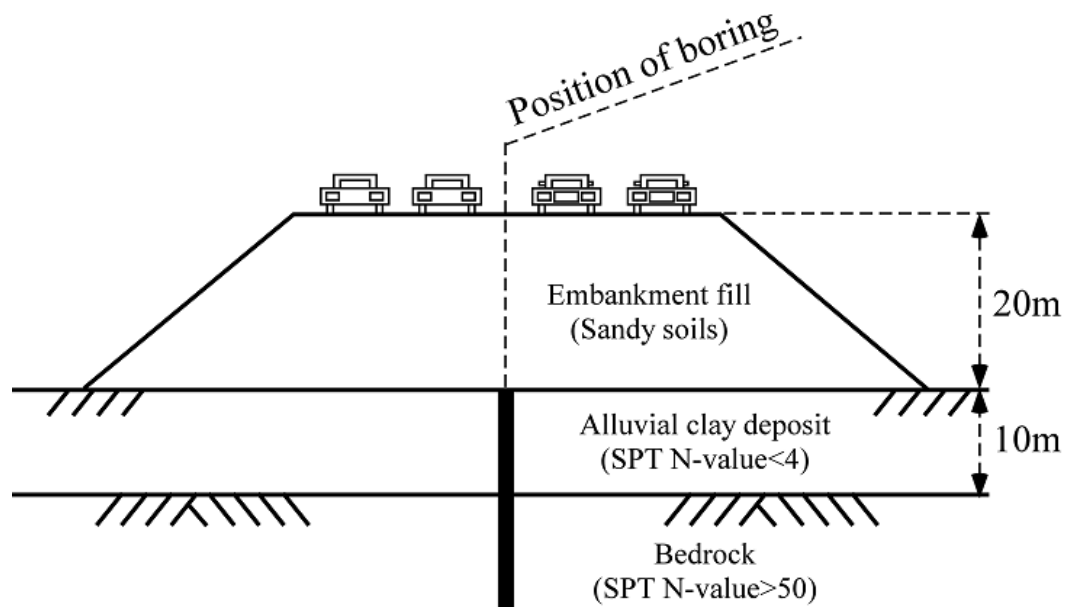 Position of boring
Embankment fill
(Sandy soils)
20m
Alluvial clay deposit
(SPT N-value<4)
10m
Bedrock
(SPT N-value>50)